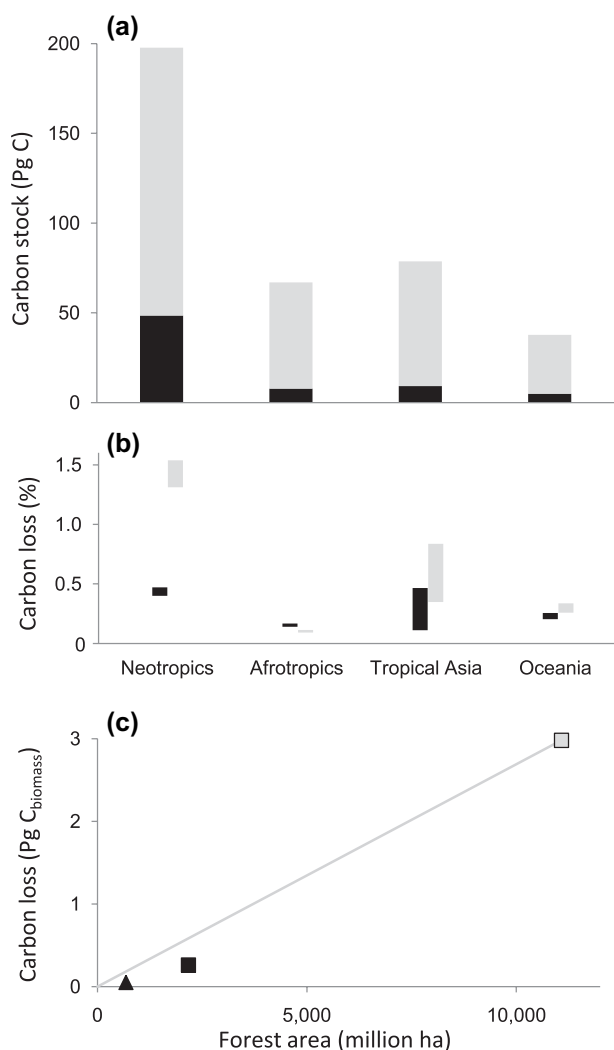 (a)
200
150
100
50
0
Carbon stock (Pg C)
(b)
1.5
1.0
0.5
0
Carbon loss (%)
Neotropics Afrotropics Tropical Asia Oceania
(c)
3
2
1
0
Carbon loss (Pg Cbiomass)
0 5,000 10,000
Forest area (million ha)